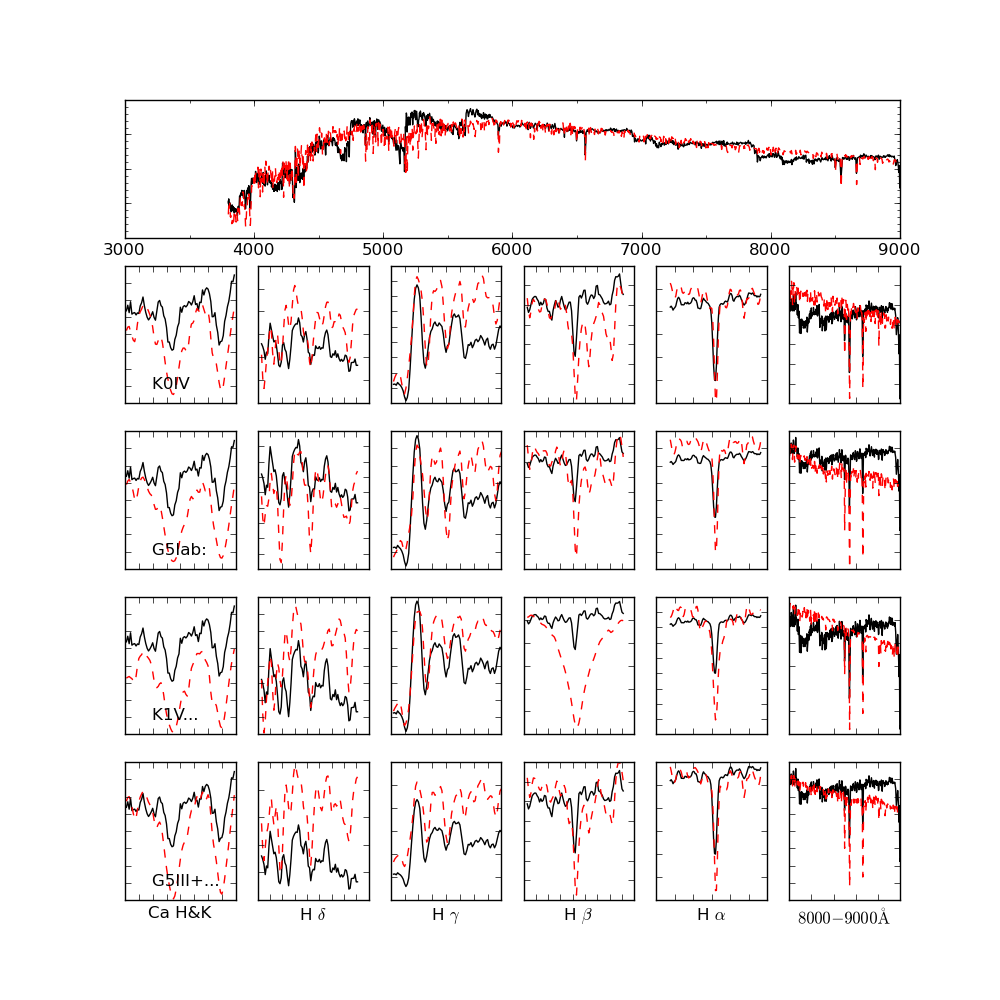 3000 4000 5000 6000 7000 8000 9000
K0IV
G5Iab:
K1V...
G5III+...
Ca H&K H δ H γ H β H α 8000−9000Å